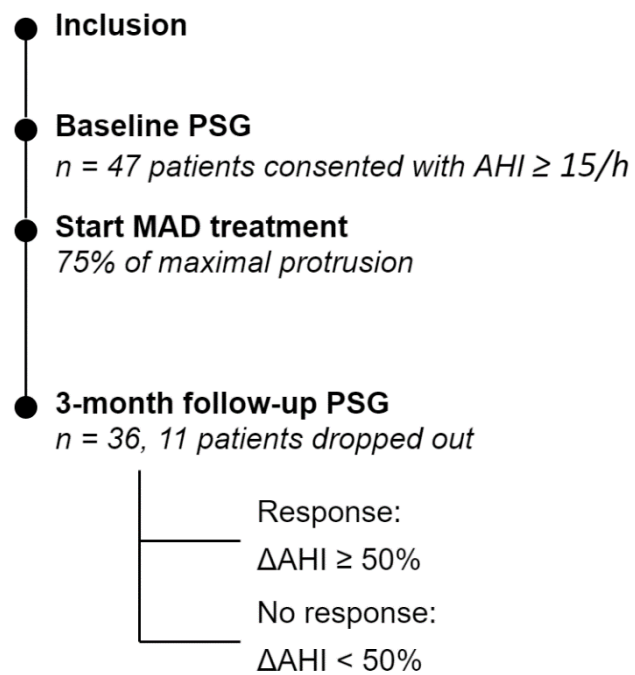 Inclusion
Baseline PSG
n = 47 patients consented with AHI ≥ 15/h
Start MAD treatment
75% of maximal protrusion
3-month follow-up PSG
n = 36, 11 patients dropped out
Response:
ΔAHI ≥ 50%
No response:
ΔAHI < 50%